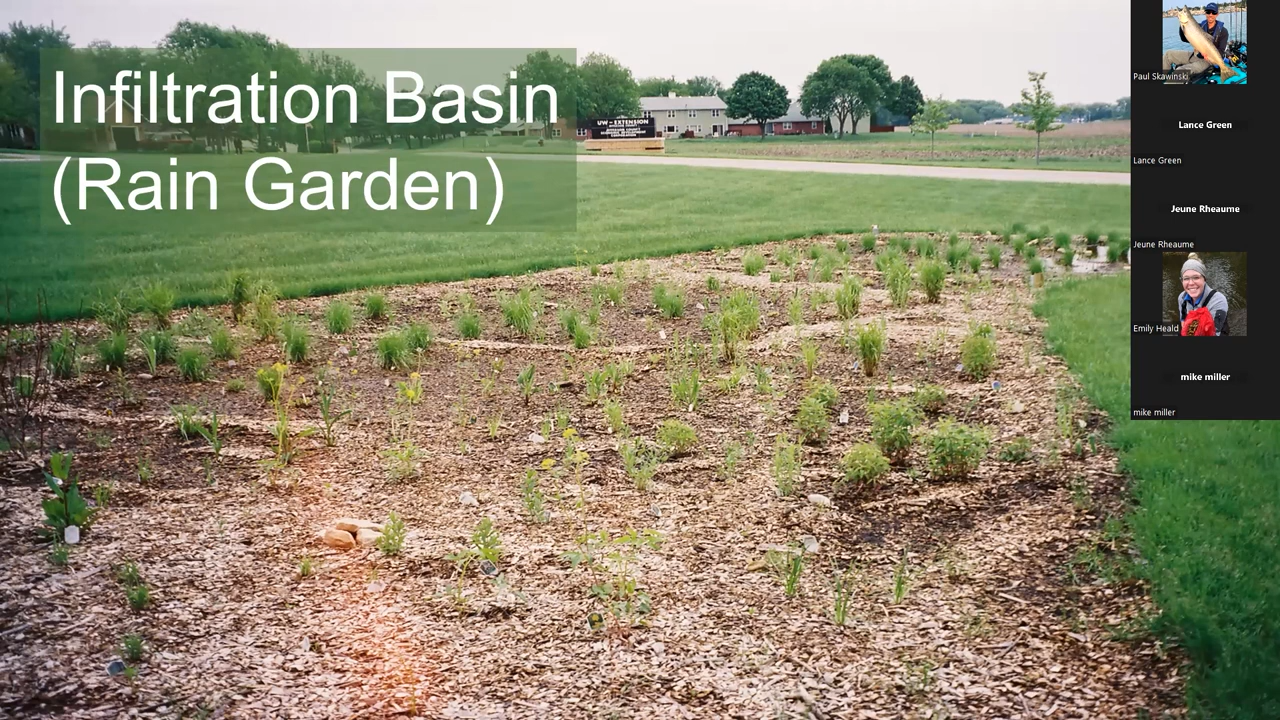 Infiltration Basin
(Rain Garden)
UW-EXTENSION
Paul Skawinski
Lance Green
Lance Green
Jeune Rheaume
Jeune Rheaume
Emily Heald
mike miller
mike miller